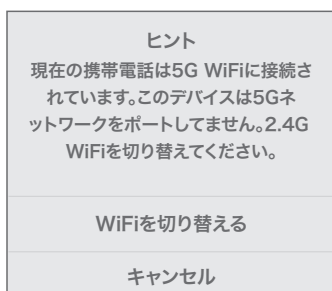 ヒント
現在の携帯電話は5G WiFiに接続さ
れています。このデバイスは5Gネ
ットワークをポートしてません。2.4G
WiFiを切り替えてください。
WiFiを切り替える
キャンセル